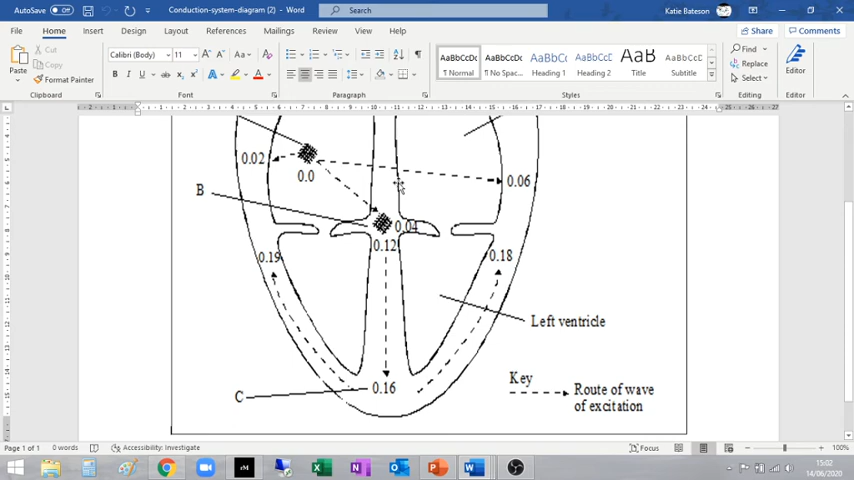 AutoSave Off Conduction-system-diagram (2) - Word Search Katie Bateson
File Home Insert Design Layout References Mailings Review View Help Share Comments
Cut
Copy
Format Painter
Paste
Calibri (Body) 11
AaBbCcDc AaBbCcDc AaBbCc AaBbCc AaB AaBbCcD
¶ Normal ¶ No Spac... Heading 1 Heading 2 Title Subtitle
Find
Replace
Select
Editor
Clipboard Font Paragraph Styles Editing Editor
0.02
0.0
0.06
B
0.04
0.12
0.19
0.18
Left ventricle
Key
Route of wave
of excitation
0.16
C
Page 1 of 1 0 words Accessibility: Investigate Focus 100%
15:02
14/06/2020